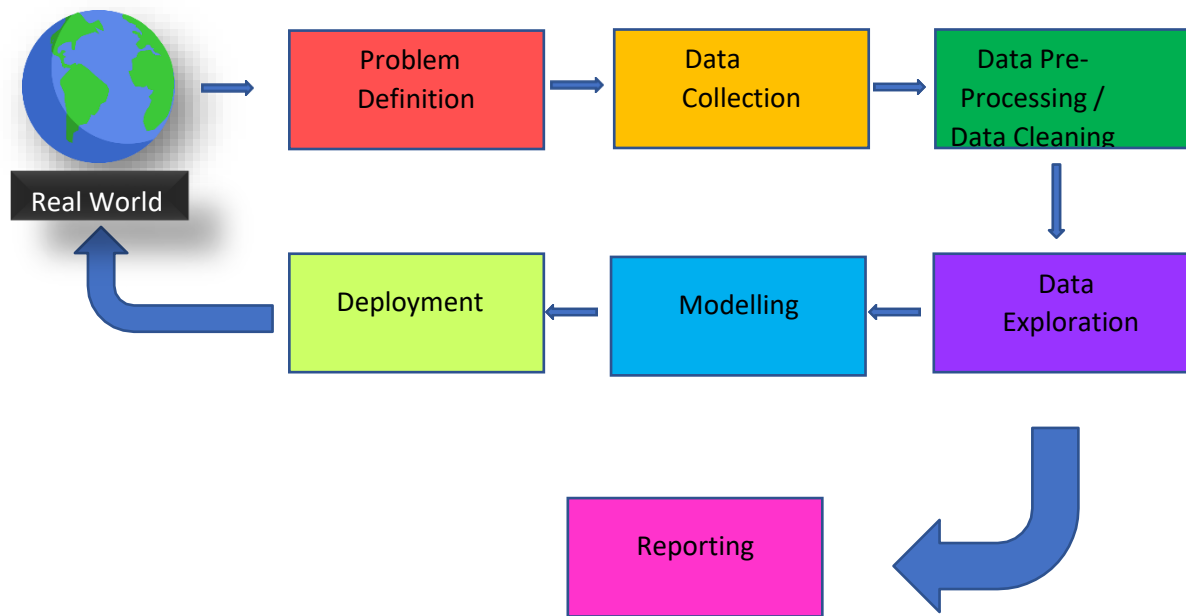 Problem
Definition
Data
Collection
Data Pre-
Processing /
Data Cleaning
Real World
Deployment
Modelling
Data
Exploration
Reporting